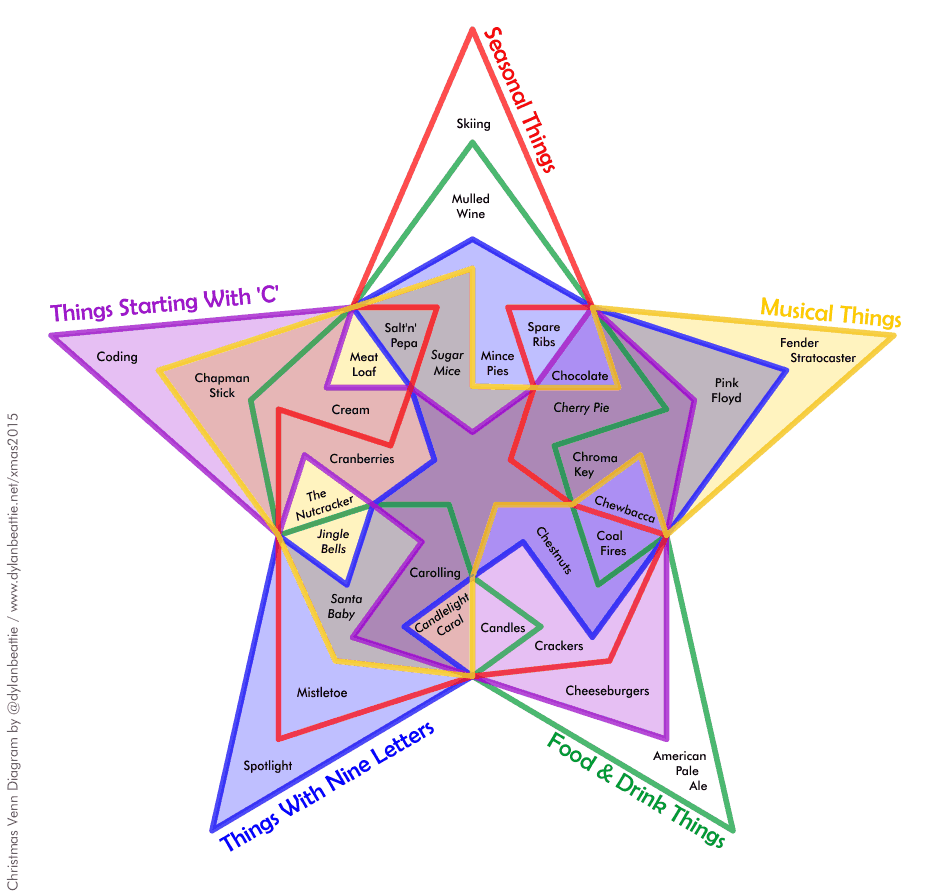 Seasonal Things
Skiing
Mulled
Wine
Things Starting With 'C'
Musical Things
Fender
Stratocaster
Coding
Salt'n'
Pepa
Sugar
Mice
Mince
Pies
Spare
Ribs
Meat
Loaf
Chocolate
Chapman
Stick
Pink
Floyd
Cream
Cherry Pie
Cranberries
Chroma
Key
The
Nutcracker
Chewbacca
Jingle
Bells
Coal
Fires
Chestnuts
Carolling
Santa
Baby
Candlelight
Carol
Candles
Crackers
Mistletoe
Cheeseburgers
Spotlight
American
Pale
Ale
Things With Nine Letters
Food & Drink Things
Christmas Venn Diagram by @dylanbeattie / www.dylanbeattie.net/xmas2015